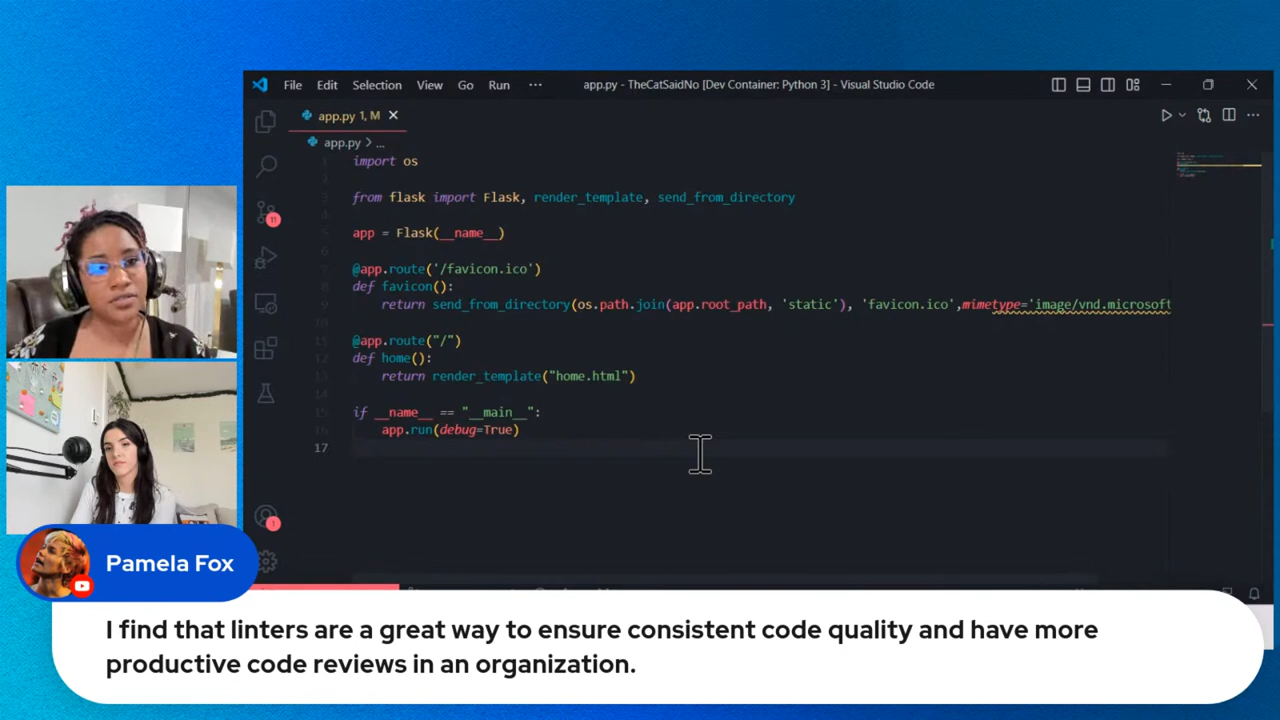 File Edit Selection View Go Run ··· app.py - TheCatSaidNo [Dev Container: Python 3] - Visual Studio Code
app.py 1, M
app.py > ...
1 import os
2
3 from flask import Flask, render_template, send_from_directory
4
5 app = Flask(__name__)
6
7 @app.route('/favicon.ico')
8 def favicon():
9 return send_from_directory(os.path.join(app.root_path, 'static'), 'favicon.ico',mimetype='image/vnd.microsoft
10
11 @app.route("/")
12 def home():
13 return render_template("home.html")
14
15 if __name__ == "__main__":
16 app.run(debug=True)
17
11
1
Pamela Fox
I find that linters are a great way to ensure consistent code quality and have more
productive code reviews in an organization.